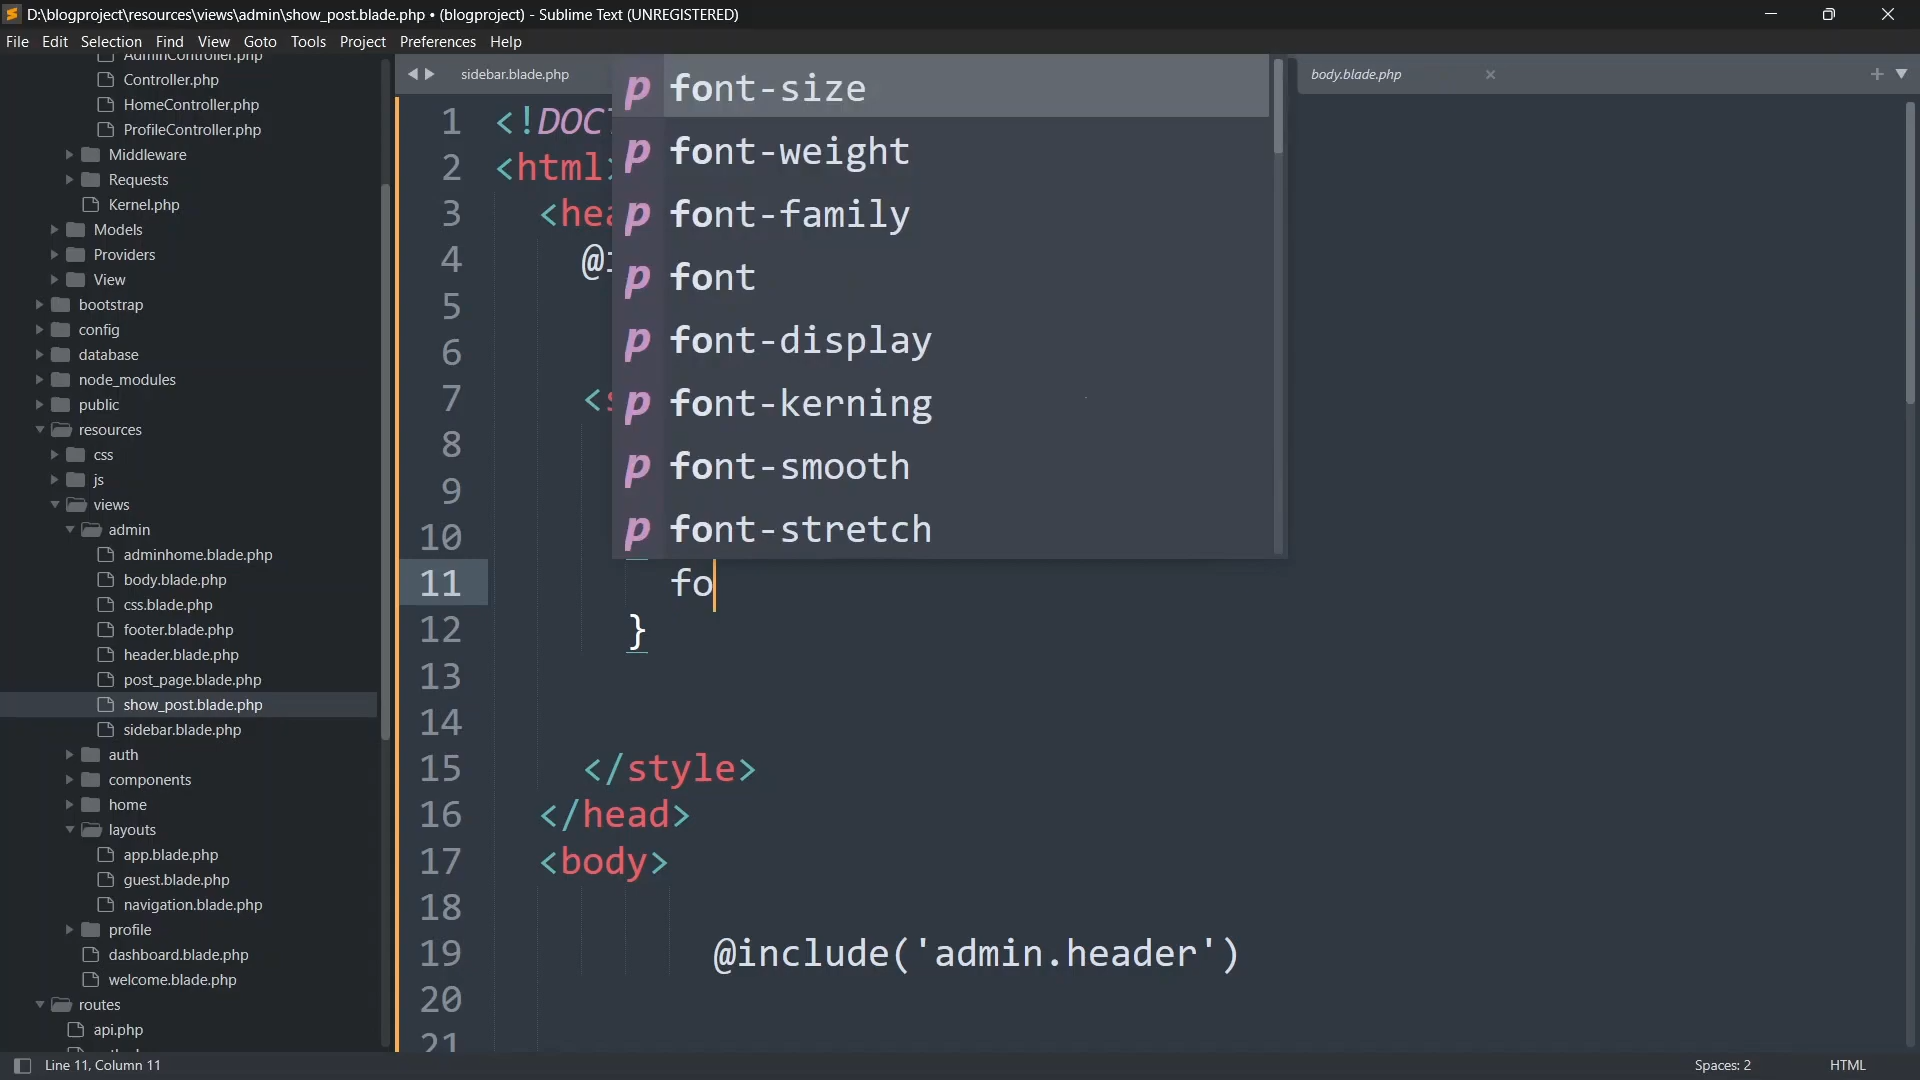 D:\blogproject\resources\views\admin\show_post.blade.php • (blogproject) - Sublime Text (UNREGISTERED)
File Edit Selection Find View Goto Tools Project Preferences Help
AdminController.php
Controller.php
HomeController.php
ProfileController.php
Middleware
Requests
Kernel.php
Models
Providers
View
bootstrap
config
database
node_modules
public
resources
css
js
views
admin
adminhome.blade.php
body.blade.php
css.blade.php
footer.blade.php
header.blade.php
post_page.blade.php
show_post.blade.php
sidebar.blade.php
auth
components
home
layouts
app.blade.php
guest.blade.php
navigation.blade.php
profile
dashboard.blade.php
welcome.blade.php
routes
api.php
sidebar.blade.php
body.blade.php
1 <!DOC
2 <html>
3 <hea
4 @i
5
6
7 <s
8
9
10
11 fo
12 }
13
14
15 </style>
16 </head>
17 <body>
18
19 @include('admin.header')
20
21
p font-size
p font-weight
p font-family
p font
p font-display
p font-kerning
p font-smooth
p font-stretch
Line 11, Column 11
Spaces: 2
HTML